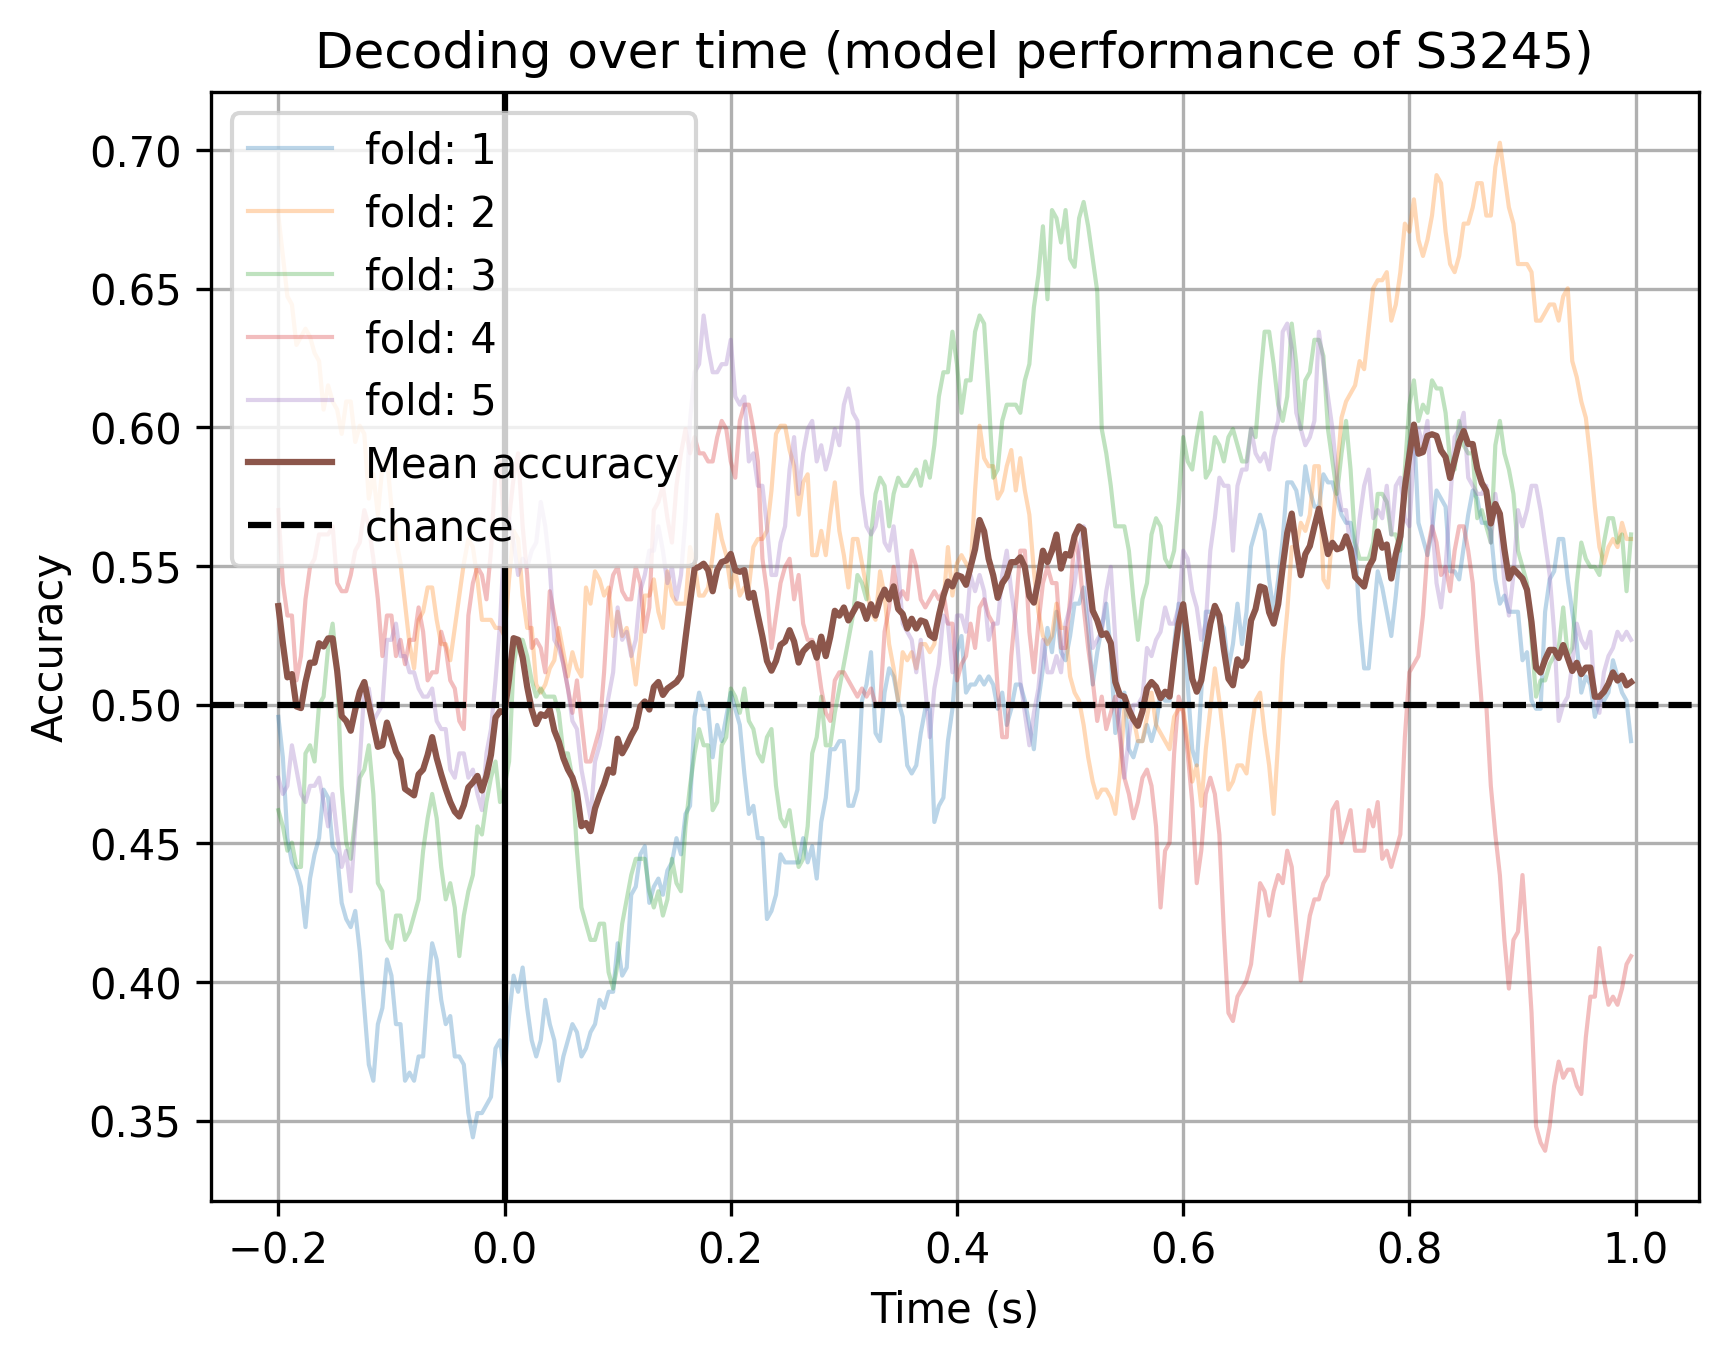 Decoding over time (model performance of S3245)
fold: 1
fold: 2
fold: 3
fold: 4
fold: 5
Mean accuracy
chance
0.70
0.65
0.60
0.55
0.50
0.45
0.40
0.35
Accuracy
−0.2 0.0 0.2 0.4 0.6 0.8 1.0
Time (s)